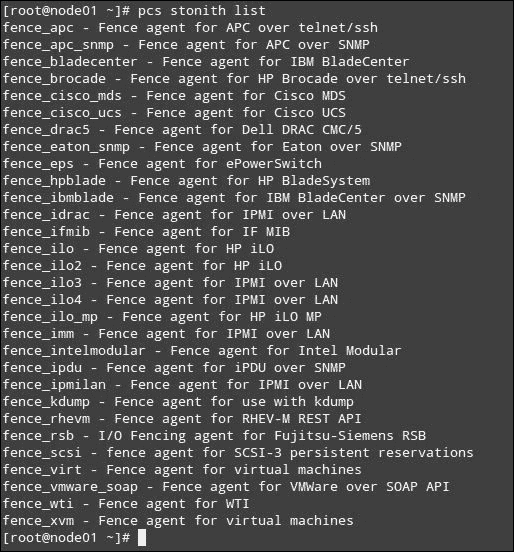 [root@node01 ~]# pcs stonith list
fence_apc - Fence agent for APC over telnet/ssh
fence_apc_snmp - Fence agent for APC over SNMP
fence_bladecenter - Fence agent for IBM BladeCenter
fence_brocade - Fence agent for HP Brocade over telnet/ssh
fence_cisco_mds - Fence agent for Cisco MDS
fence_cisco_ucs - Fence agent for Cisco UCS
fence_drac5 - Fence agent for Dell DRAC CMC/5
fence_eaton_snmp - Fence agent for Eaton over SNMP
fence_eps - Fence agent for ePowerSwitch
fence_hpblade - Fence agent for HP BladeSystem
fence_ibmblade - Fence agent for IBM BladeCenter over SNMP
fence_idrac - Fence agent for IPMI over LAN
fence_ifmib - Fence agent for IF MIB
fence_ilo - Fence agent for HP iLO
fence_ilo2 - Fence agent for HP iLO
fence_ilo3 - Fence agent for IPMI over LAN
fence_ilo4 - Fence agent for IPMI over LAN
fence_ilo_mp - Fence agent for HP iLO MP
fence_imm - Fence agent for IPMI over LAN
fence_intelmodular - Fence agent for Intel Modular
fence_ipdu - Fence agent for iPDU over SNMP
fence_ipmilan - Fence agent for IPMI over LAN
fence_kdump - Fence agent for use with kdump
fence_rhevm - Fence agent for RHEV-M REST API
fence_rsb - I/O Fencing agent for Fujitsu-Siemens RSB
fence_scsi - fence agent for SCSI-3 persistent reservations
fence_virt - Fence agent for virtual machines
fence_vmware_soap - Fence agent for VMWare over SOAP API
fence_wti - Fence agent for WTI
fence_xvm - Fence agent for virtual machines
[root@node01 ~]#